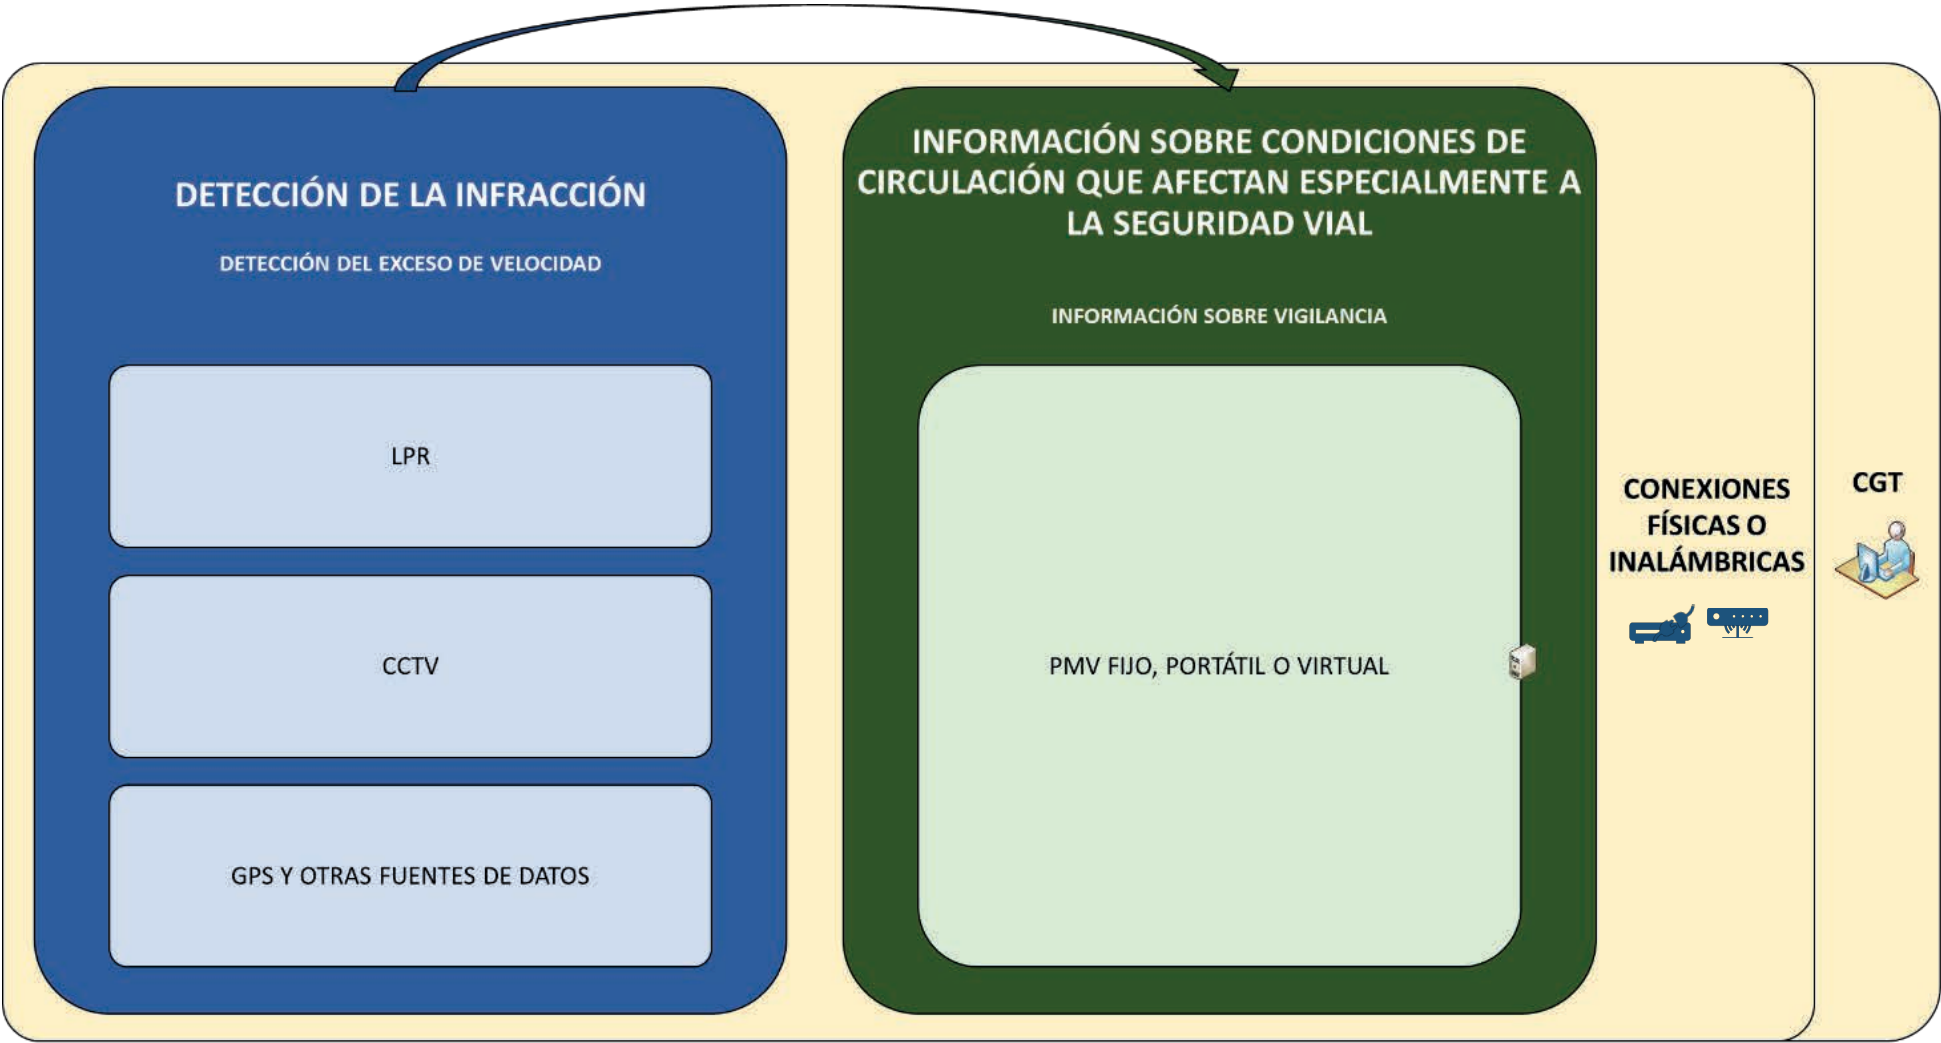 DETECCIÓN DE LA INFRACCIÓN
DETECCIÓN DEL EXCESO DE VELOCIDAD
LPR
CCTV
GPS Y OTRAS FUENTES DE DATOS
INFORMACIÓN SOBRE CONDICIONES DE
CIRCULACIÓN QUE AFECTAN ESPECIALMENTE A
LA SEGURIDAD VIAL
INFORMACIÓN SOBRE VIGILANCIA
PMV FIJO, PORTÁTIL O VIRTUAL
CONEXIONES
FÍSICAS O
INALÁMBRICAS
CGT